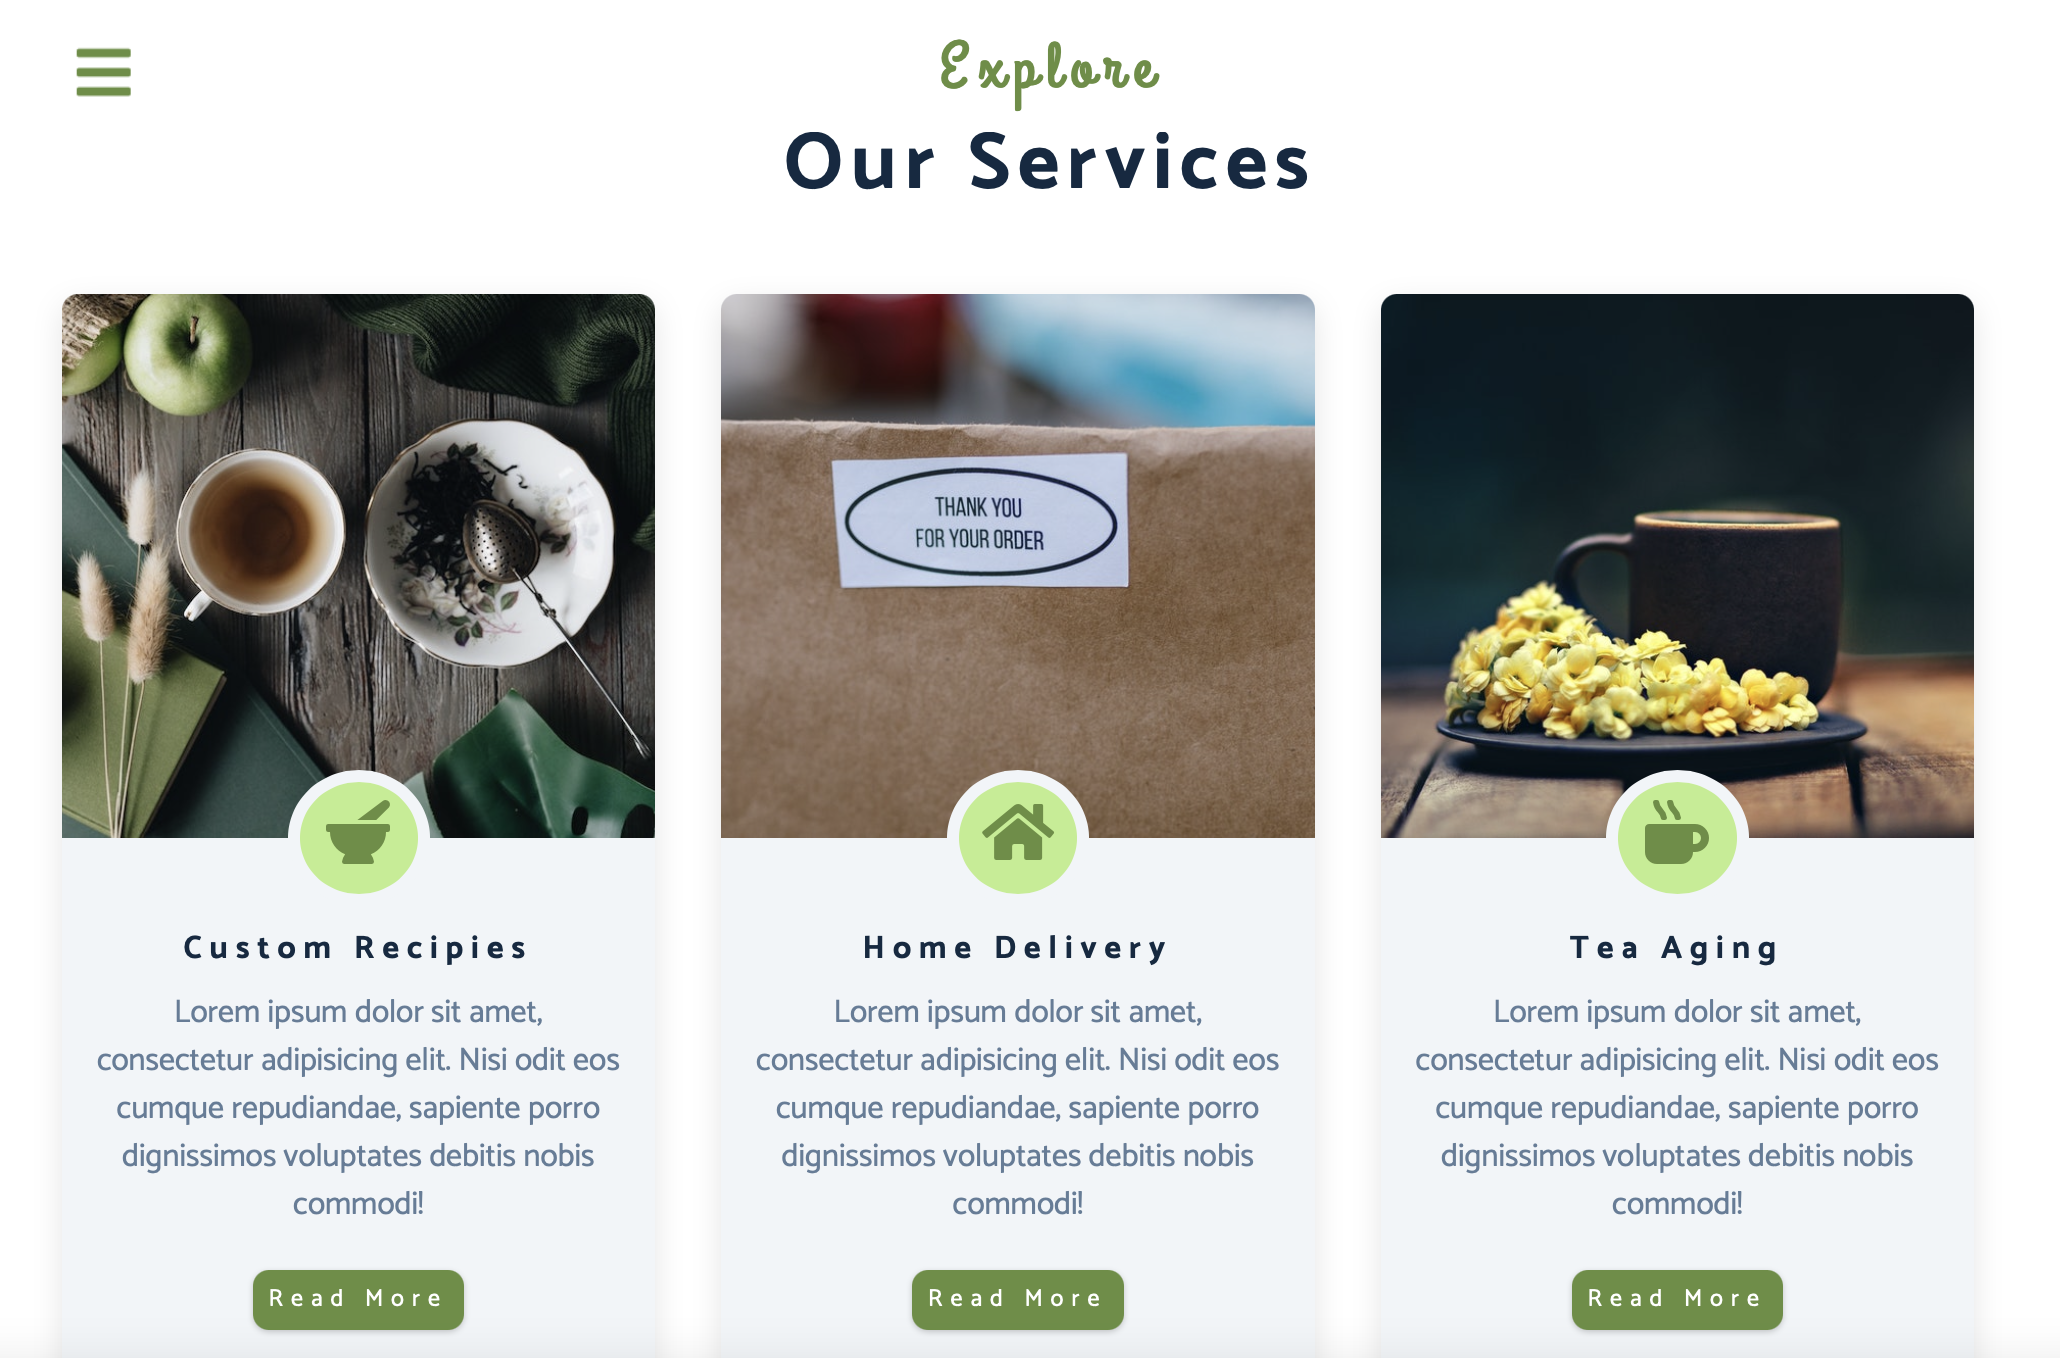 Explore
Our Services
THANK YOU
FOR YOUR ORDER
Custom Recipies
Lorem ipsum dolor sit amet,
consectetur adipisicing elit. Nisi odit eos
cumque repudiandae, sapiente porro
dignissimos voluptates debitis nobis
commodi!
Read More
Home Delivery
Lorem ipsum dolor sit amet,
consectetur adipisicing elit. Nisi odit eos
cumque repudiandae, sapiente porro
dignissimos voluptates debitis nobis
commodi!
Read More
Tea Aging
Lorem ipsum dolor sit amet,
consectetur adipisicing elit. Nisi odit eos
cumque repudiandae, sapiente porro
dignissimos voluptates debitis nobis
commodi!
Read More